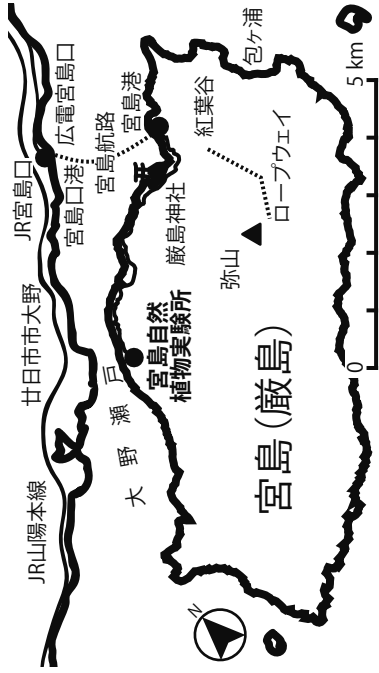 JR宮島口
広電宮島口
宮島口港
宮島航路
宮島港
包ヶ浦
紅葉谷
ロープウェイ
厳島神社
弥山
廿日市市大野
宮島自然
植物実験所
大野瀬戸
宮島（厳島）
JR山陽本線
N
0
5 km